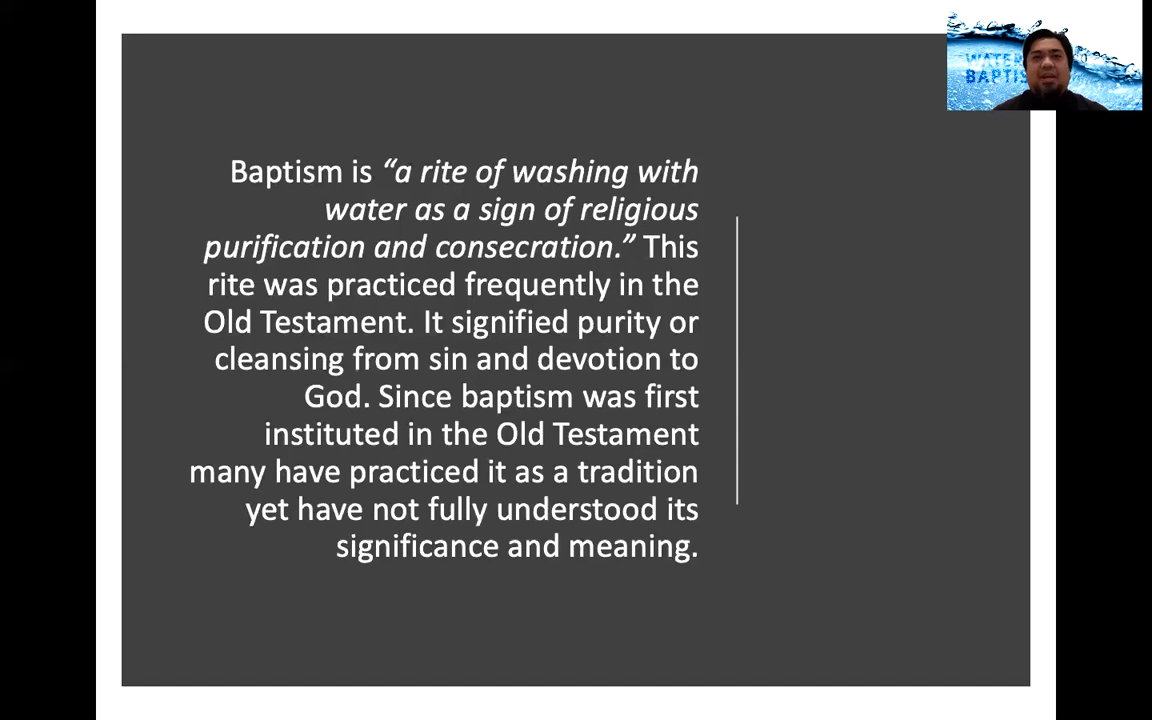 WATER
BAPTIS
Baptism is “a rite of washing with
water as a sign of religious
purification and consecration.” This
rite was practiced frequently in the
Old Testament. It signified purity or
cleansing from sin and devotion to
God. Since baptism was first
instituted in the Old Testament
many have practiced it as a tradition
yet have not fully understood its
significance and meaning.